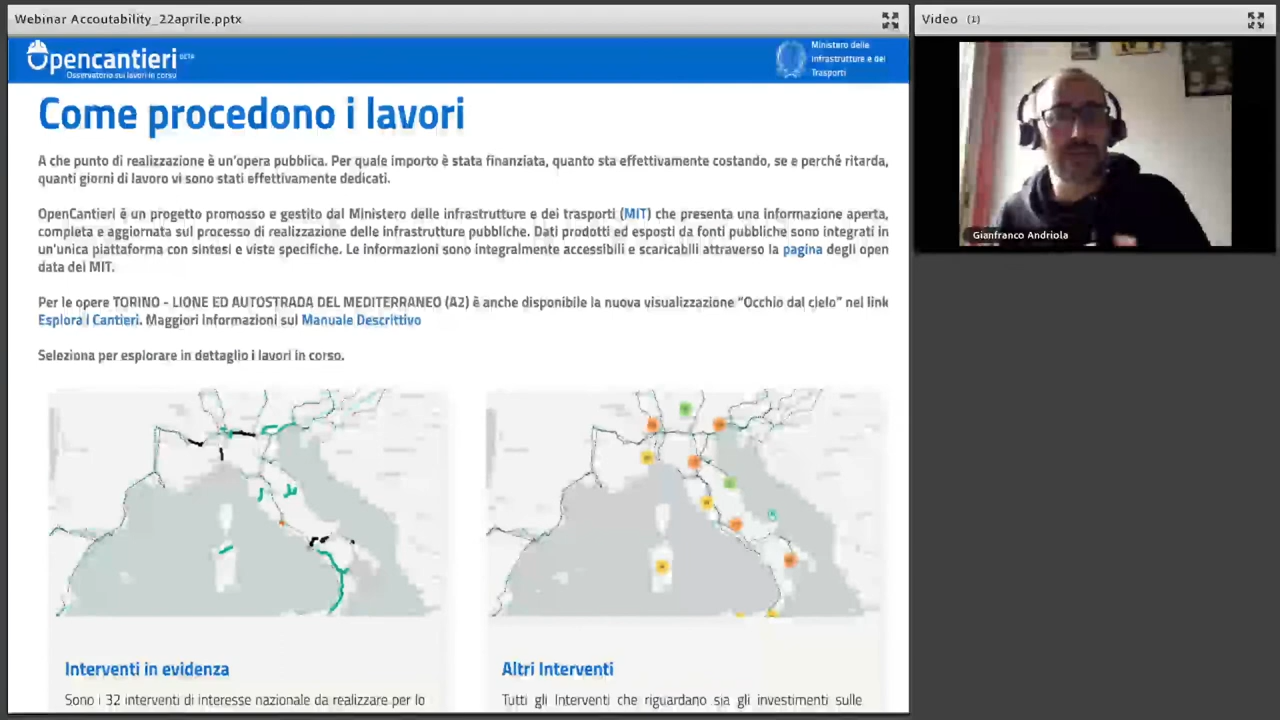 Webinar Accoutability_22aprile.pptx
Video (1)
Opencantieri BETA
Osservatorio sui lavori in corso
Ministero delle
infrastrutture e dei
Trasporti
Come procedono i lavori
A che punto di realizzazione è un'opera pubblica. Per quale importo è stata finanziata, quanto sta effettivamente costando, se e perché ritarda,
quanti giorni di lavoro vi sono stati effettivamente dedicati.
OpenCantieri è un progetto promosso e gestito dal Ministero delle infrastrutture e dei trasporti (MIT) che presenta una informazione aperta,
completa e aggiornata sul processo di realizzazione delle infrastrutture pubbliche. Dati prodotti ed esposti da fonti pubbliche sono integrati in
un'unica piattaforma con sintesi e viste specifiche. Le informazioni sono integralmente accessibili e scaricabili attraverso la pagina degli open
data del MIT.
Per le opere TORINO - LIONE ED AUTOSTRADA DEL MEDITERRANEO (A2) è anche disponibile la nuova visualizzazione "Occhio dal cielo" nel link
Esplora i Cantieri. Maggiori informazioni sul Manuale Descrittivo
Seleziona per esplorare in dettaglio i lavori in corso.
Interventi in evidenza
Sono i 32 interventi di interesse nazionale da realizzare per lo
Altri Interventi
Tutti gli Interventi che riguardano sia gli investimenti sulle
Gianfranco Andriola